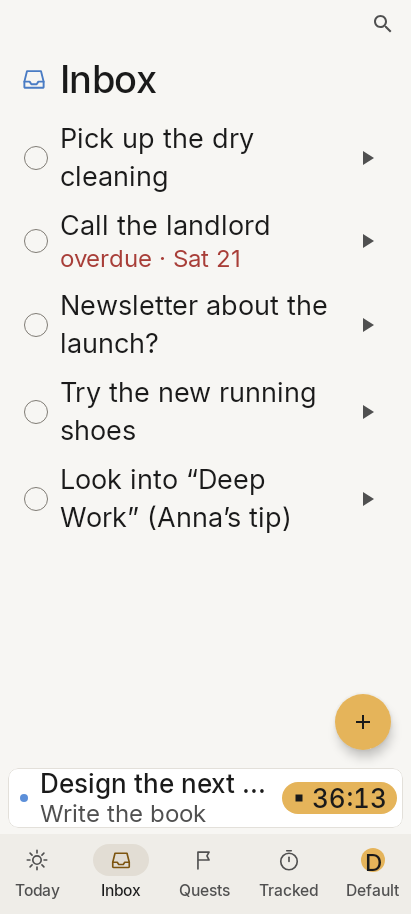 Inbox
Pick up the dry
cleaning
Call the landlord
overdue · Sat 21
Newsletter about the
launch?
Try the new running
shoes
Look into “Deep
Work” (Anna’s tip)
Design the next ...
36:13
Write the book
D
Today
Inbox
Quests
Tracked
Default